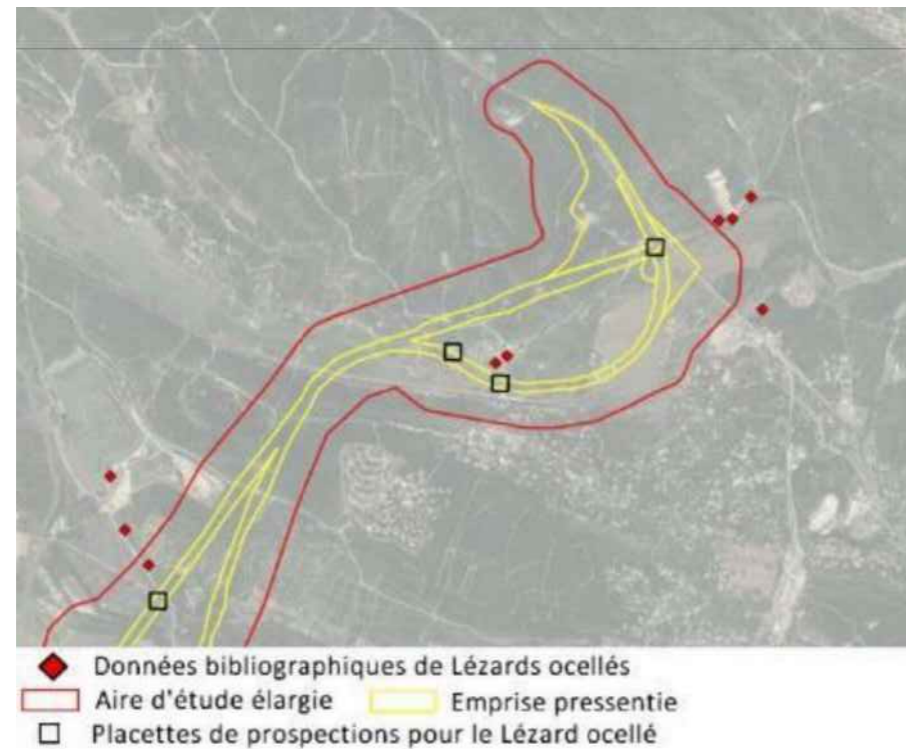 Données bibliographiques de Lézards ocellés
Aire d'étude élargie Emprise pressentie
Placettes de prospections pour le Lézard ocellé